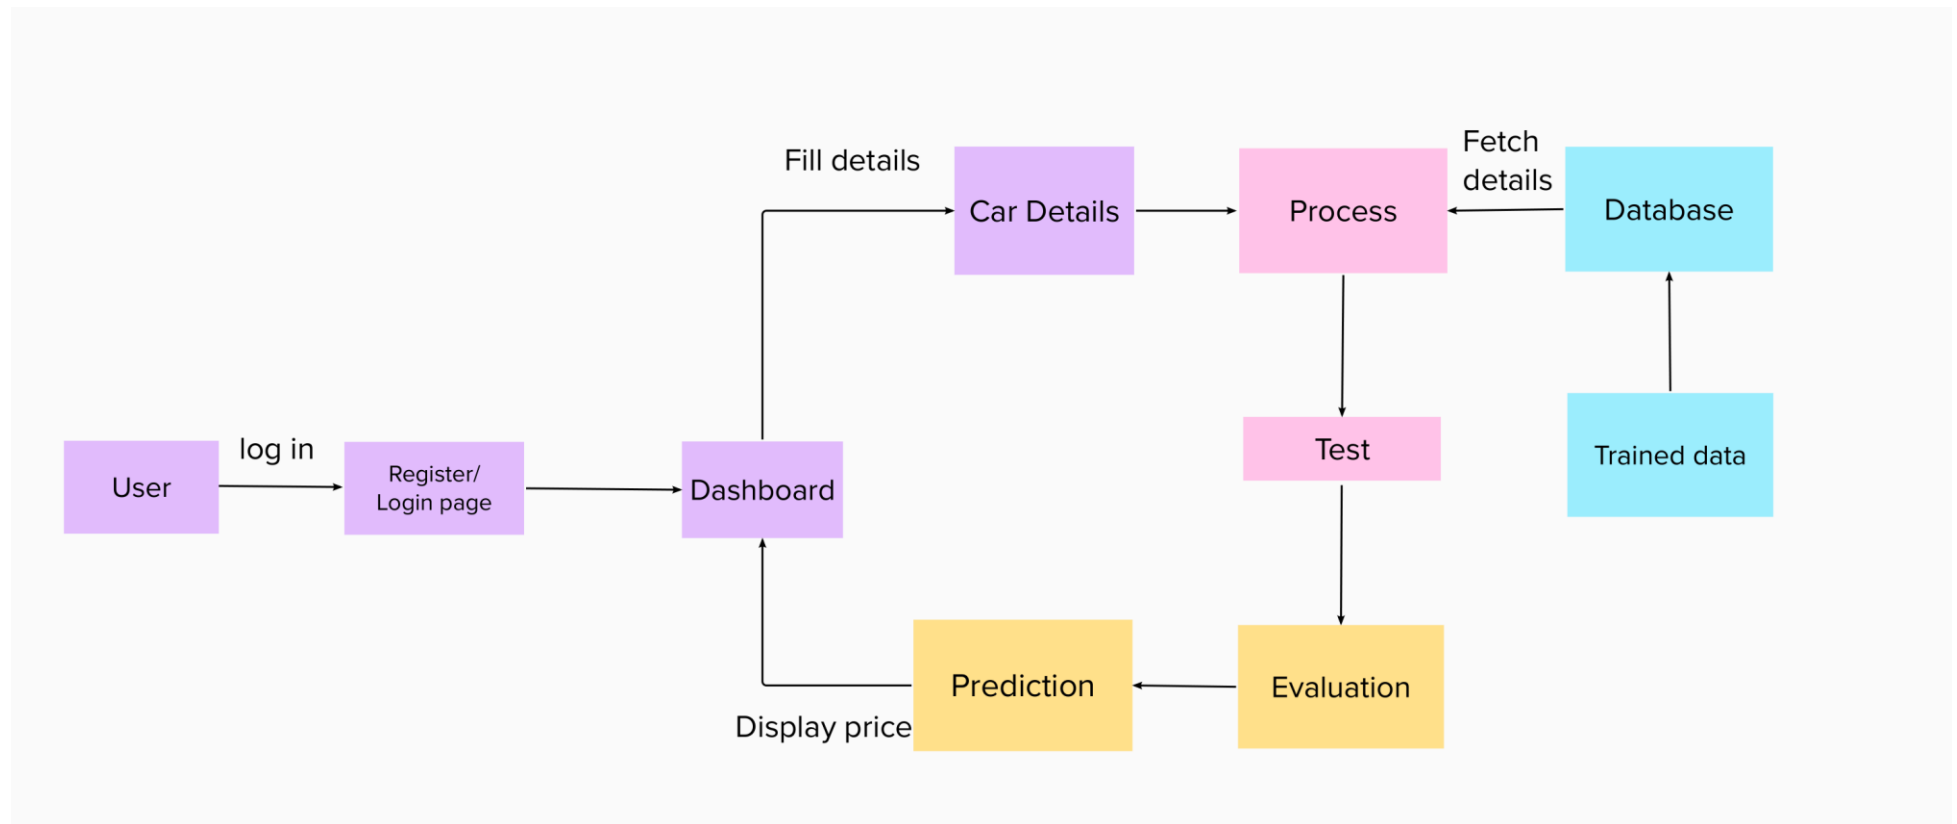 Fetch
details
Fill details
Car Details
Process
Database
log in
User
Register/
Login page
Dashboard
Test
Trained data
Prediction
Evaluation
Display price